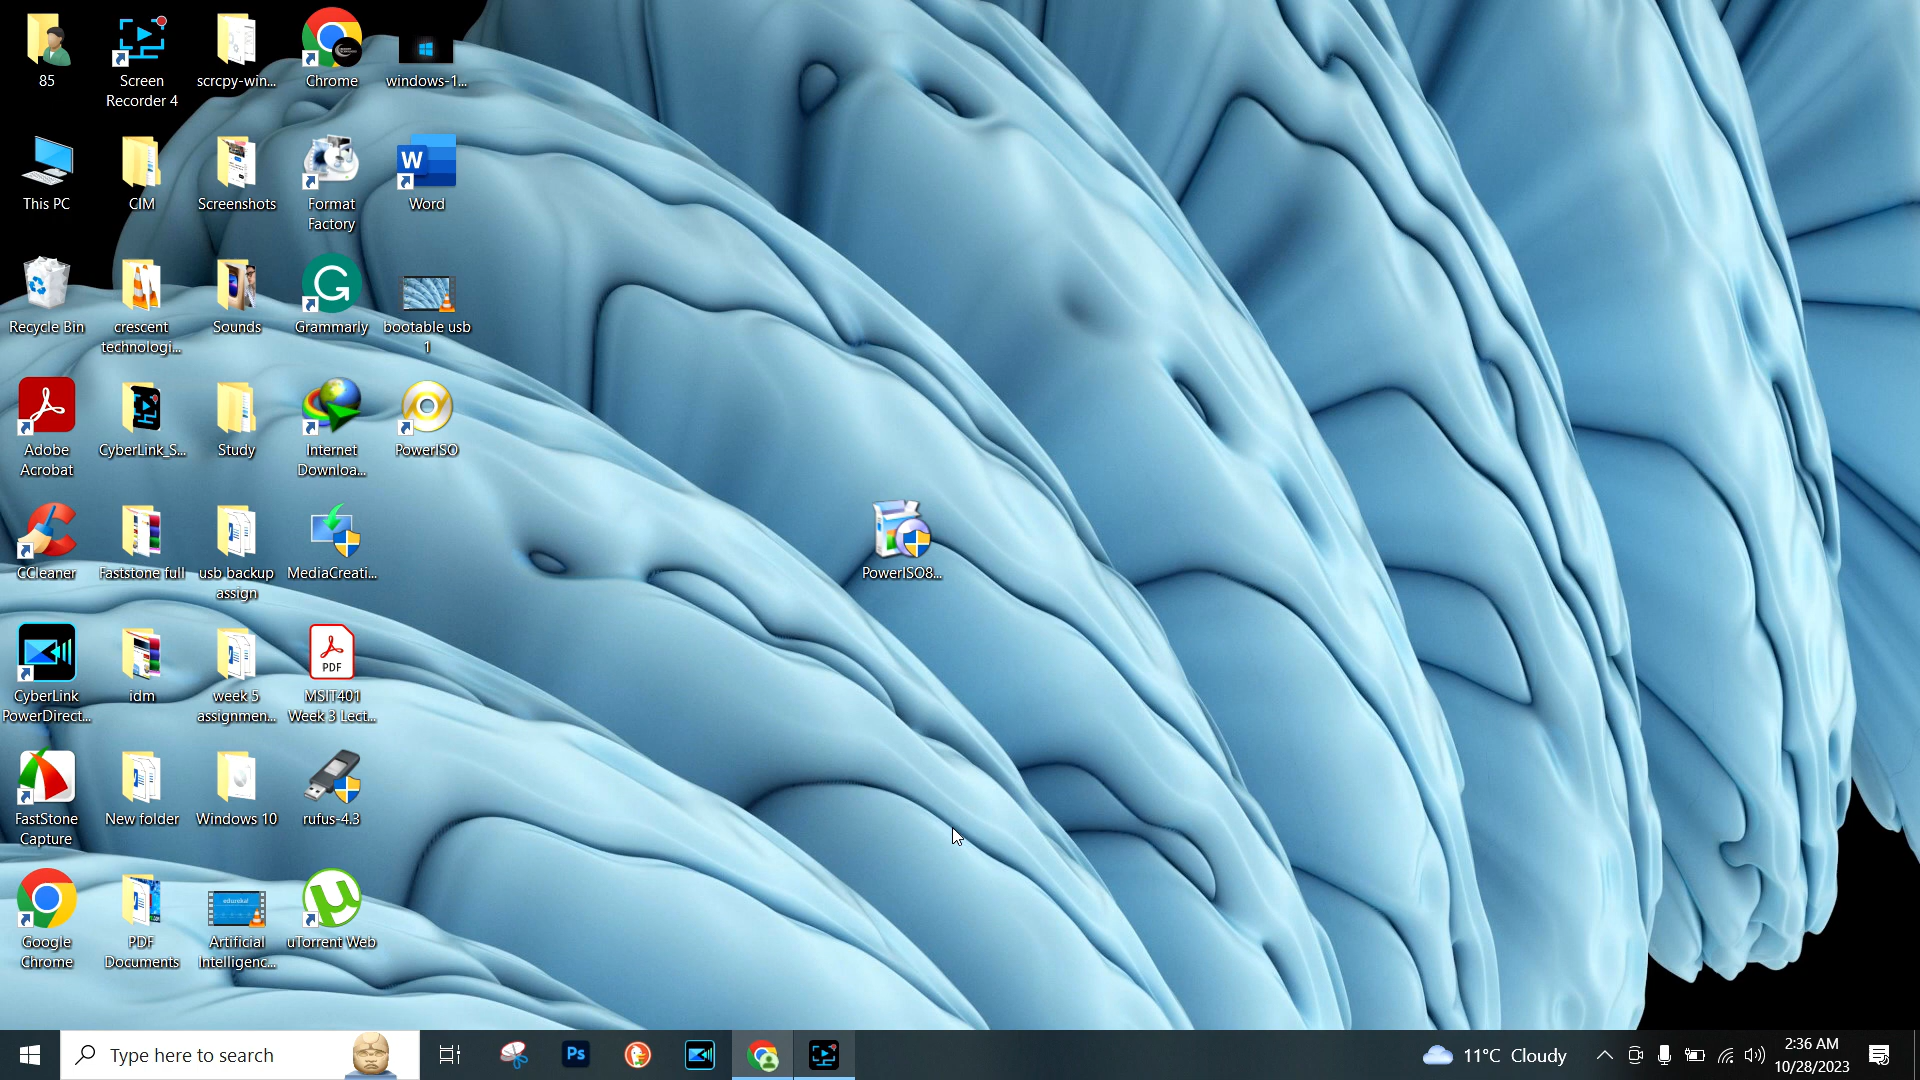 85
Screen
Recorder 4
scrcpy-win...
Chrome
windows-1...
This PC
CIM
Screenshots
Format
Factory
W
Word
Recycle Bin
crescent
technologi...
Sounds
G
Grammarly
bootable usb
1
Adobe
Acrobat
CyberLink_S...
Study
Internet
Downloa...
PowerISO
CCleaner
Faststone full
usb backup
assign
MediaCreati...
PowerISO8...
CyberLink
PowerDirect...
idm
week 5
assignmen...
PDF
MSIT401
Week 3 Lect...
FastStone
Capture
New folder
Windows 10
rufus-4.3
Google
Chrome
PDF
Documents
edureka!
Artificial
Intelligenc...
µ
uTorrent Web
Type here to search
Ps
11°C Cloudy
2:36 AM
10/28/2023